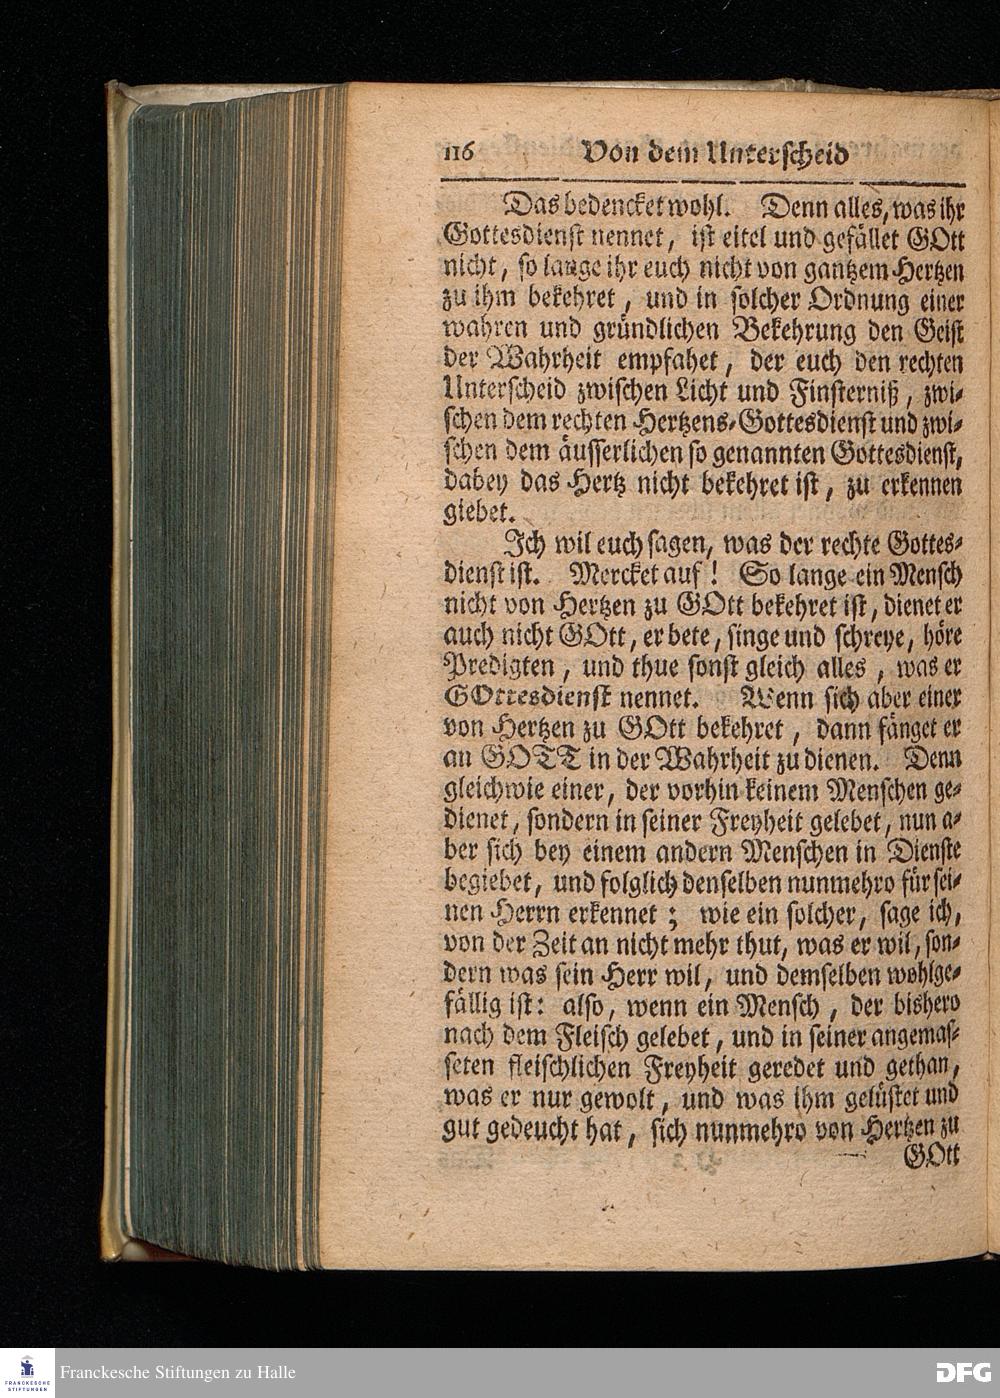 116 Von dem Unterscheid
Das bedencket wohl. Denn alles, was ihr
Gottesdienst nennet, ist eitel und gefället GOtt
nicht, so lange ihr euch nicht von gantzem Hertzen
zu ihm bekehret, und in solcher Ordnung einer
wahren und gründlichen Bekehrung den Geist
der Wahrheit empfahet, der euch den rechten
Unterscheid zwischen Licht und Finsterniß, zwi-
schen dem rechten Hertzens-Gottesdienst und zwi-
schen dem äusserlichen so genannten Gottesdienst,
dabey das Hertz nicht bekehret ist, zu erkennen
giebet.
Ich wil euch sagen, was der rechte Gottes-
dienst ist. Mercket auf! So lange ein Mensch
nicht von Hertzen zu GOtt bekehret ist, dienet er
auch nicht GOtt, er bete, singe und schreye, höre
Predigten, und thue sonst gleich alles, was er
GOttesdienst nennet. Wenn sich aber einer
von Hertzen zu GOtt bekehret, dann fänget er
an GOTT in der Wahrheit zu dienen. Denn
gleichwie einer, der vorhin keinem Menschen ge-
dienet, sondern in seiner Freyheit gelebet, nun a-
ber sich bey einem andern Menschen in Dienste
begiebet, und folglich denselben nunmehro für sei-
nen Herrn erkennet; wie ein solcher, sage ich,
von der Zeit an nicht mehr thut, was er wil, son-
dern was sein Herr wil, und demselben wohlge-
fällig ist: also, wenn ein Mensch, der bishero
nach dem Fleisch gelebet, und in seiner angemas-
seten fleischlichen Freyheit geredet und gethan,
was er nur gewolt, und was ihm gelüstet und
gut gedeucht hat, sich nunmehro von Hertzen zu
GOtt
FRANCKESCHE STIFTUNGEN
Franckesche Stiftungen zu Halle
DFG